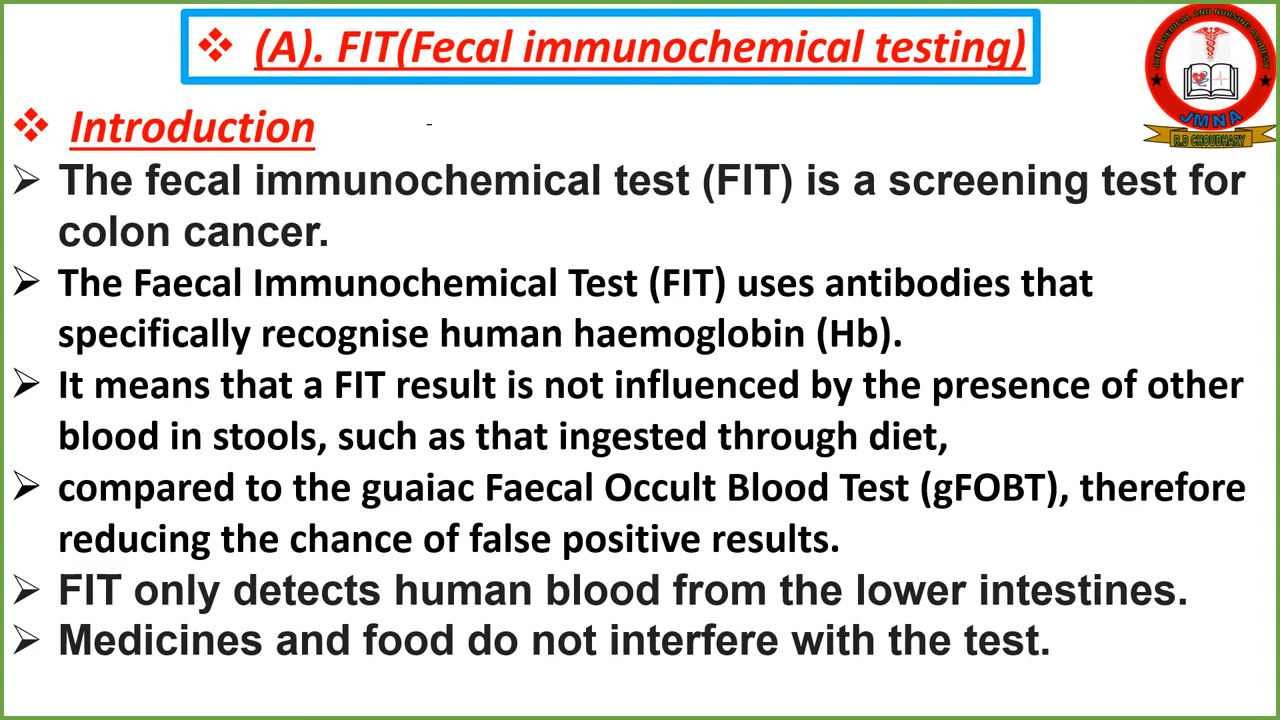 ❖ (A). FIT(Fecal immunochemical testing)
❖ Introduction
➢ The fecal immunochemical test (FIT) is a screening test for
colon cancer.
➢ The Faecal Immunochemical Test (FIT) uses antibodies that
specifically recognise human haemoglobin (Hb).
➢ It means that a FIT result is not influenced by the presence of other
blood in stools, such as that ingested through diet,
➢ compared to the guaiac Faecal Occult Blood Test (gFOBT), therefore
reducing the chance of false positive results.
➢ FIT only detects human blood from the lower intestines.
➢ Medicines and food do not interfere with the test.
MEDICAL AND NURSING ACADEMY
JMNA
R.D CHOUDHARY